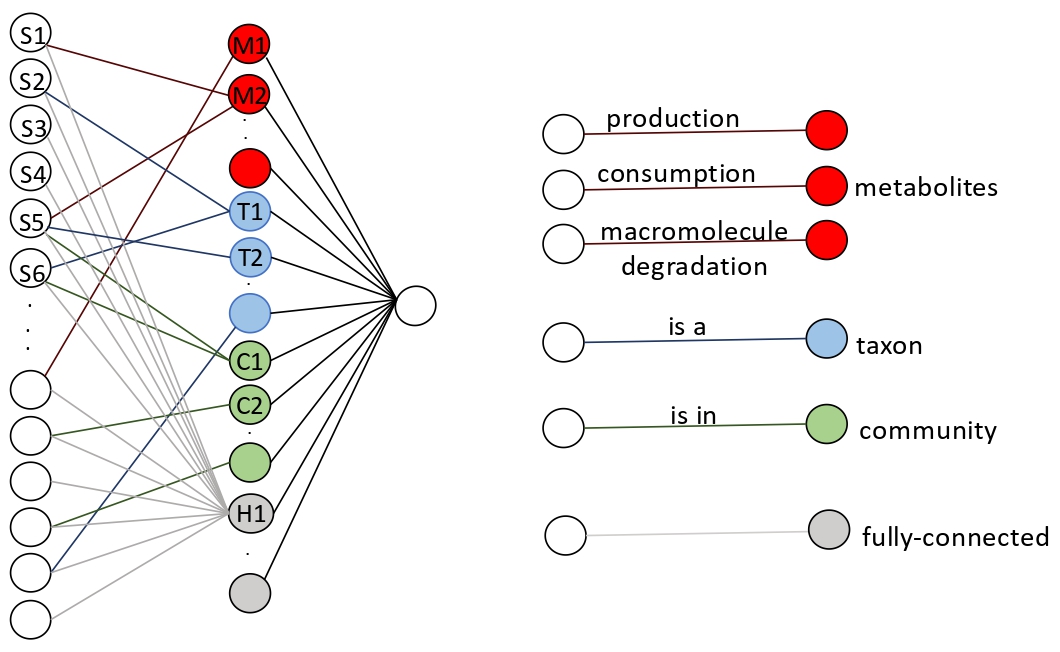 S1
S2
S3
S4
S5
S6
M1
M2
T1
T2
C1
C2
H1
production
consumption
metabolites
macromolecule
degradation
is a
taxon
is in
community
fully-connected